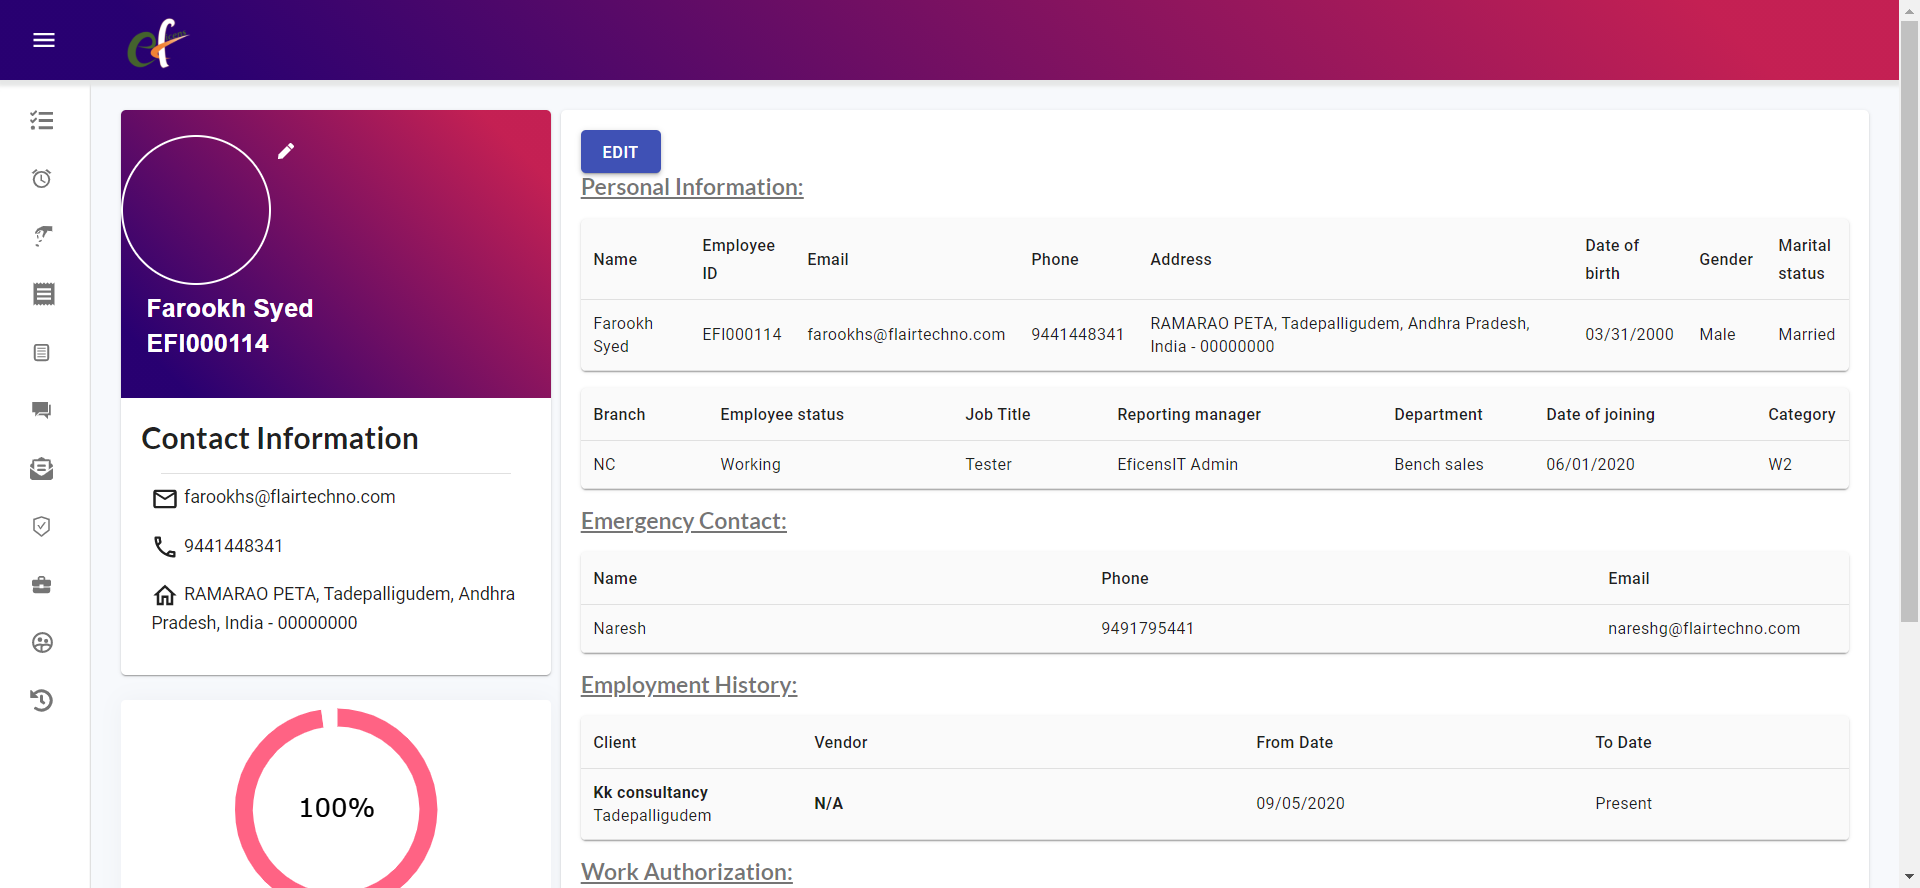 ef
Farookh Syed
EFI000114
Contact Information
farookhs@flairtechno.com
9441448341
RAMARAO PETA, Tadepalligudem, Andhra
Pradesh, India - 00000000
100%
EDIT
Personal Information:
Name Employee ID Email Phone Address Date of birth Gender Marital status
Farookh Syed EFI000114 farookhs@flairtechno.com 9441448341 RAMARAO PETA, Tadepalligudem, Andhra Pradesh, India - 00000000 03/31/2000 Male Married
Branch Employee status Job Title Reporting manager Department Date of joining Category
NC Working Tester EficensIT Admin Bench sales 06/01/2020 W2
Emergency Contact:
Name Phone Email
Naresh 9491795441 nareshg@flairtechno.com
Employment History:
Client Vendor From Date To Date
Kk consultancy Tadepalligudem N/A 09/05/2020 Present
Work Authorization: